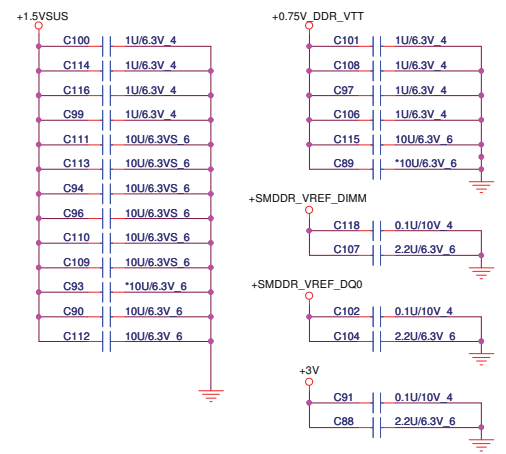 +1.5VSUS
C100 1U/6.3V_4
C114 1U/6.3V_4
C116 1U/6.3V_4
C99 1U/6.3V_4
C111 10U/6.3VS_6
C113 10U/6.3VS_6
C94 10U/6.3VS_6
C96 10U/6.3VS_6
C110 10U/6.3VS_6
C109 10U/6.3VS_6
C93 *10U/6.3V_6
C90 10U/6.3V_6
C112 10U/6.3V_6
+0.75V_DDR_VTT
C101 1U/6.3V_4
C108 1U/6.3V_4
C97 1U/6.3V_4
C106 1U/6.3V_4
C115 10U/6.3V_6
C89 *10U/6.3V_6
+SMDDR_VREF_DIMM
C118 0.1U/10V_4
C107 2.2U/6.3V_6
+SMDDR_VREF_DQ0
C102 0.1U/10V_4
C104 2.2U/6.3V_6
+3V
C91 0.1U/10V_4
C88 2.2U/6.3V_6